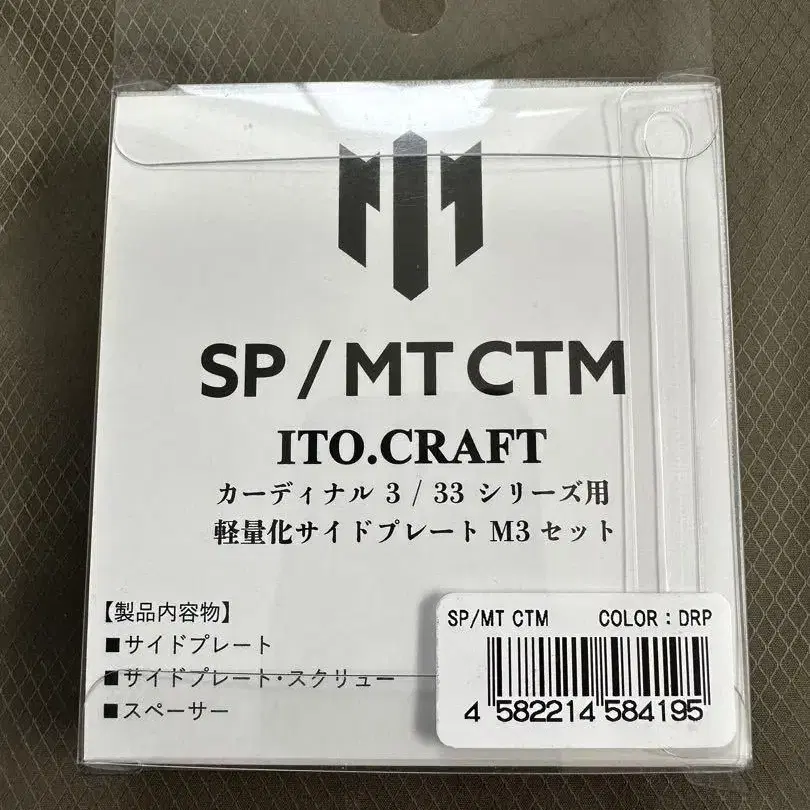 SP / MT CTM
ITO.CRAFT
カーディナル 3 / 33 シリーズ用
軽量化サイドプレート M3 セット
【製品内容物】
■サイドプレート
■サイドプレート・スクリュー
■スペーサー
SP/MT CTM COLOR : DRP
4 582214 584195